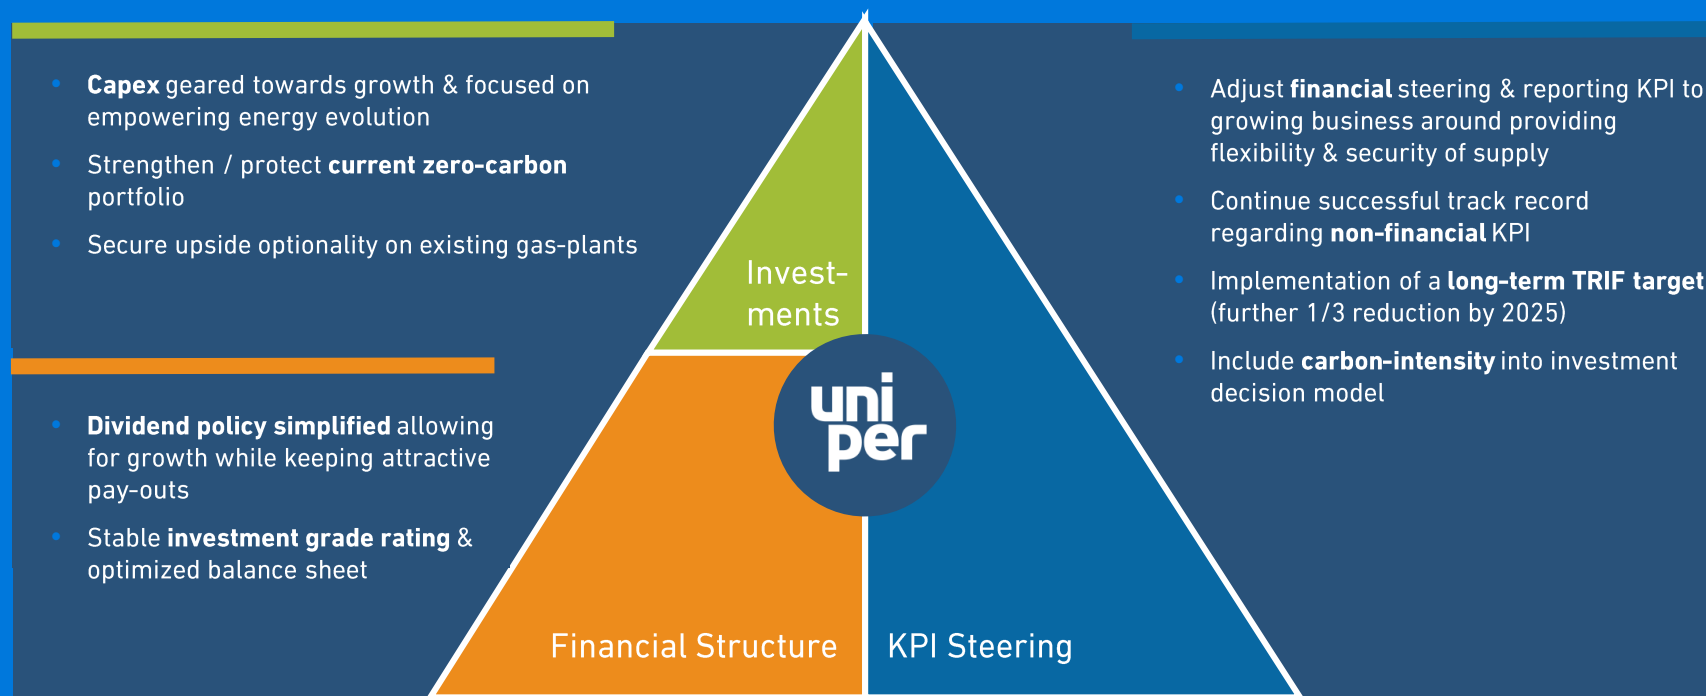 • Capex geared towards growth & focused on
empowering energy evolution
• Strengthen / protect current zero-carbon
portfolio
• Secure upside optionality on existing gas-plants
• Dividend policy simplified allowing
for growth while keeping attractive
pay-outs
• Stable investment grade rating &
optimized balance sheet
Invest-
ments
uni
per
Financial Structure
KPI Steering
• Adjust financial steering & reporting KPI to
growing business around providing
flexibility & security of supply
• Continue successful track record
regarding non-financial KPI
• Implementation of a long-term TRIF target
(further 1/3 reduction by 2025)
• Include carbon-intensity into investment
decision model